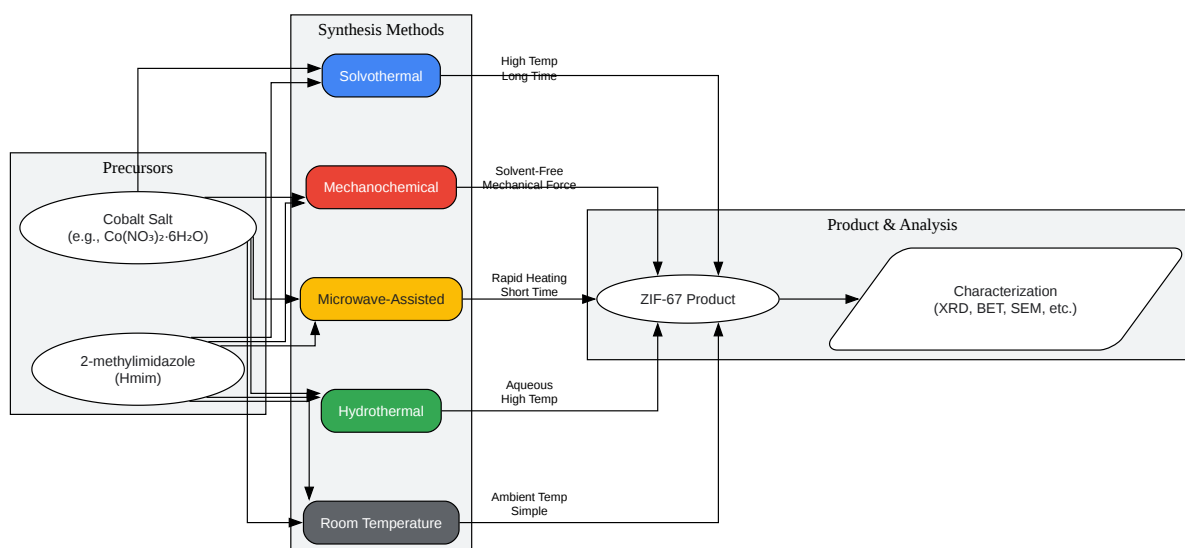 Synthesis Methods
Solvothermal
High Temp
Long Time
Precursors
Mechanochemical
Solvent-Free
Mechanical Force
Cobalt Salt
(e.g., Co(NO₃)₂·6H₂O)
Product & Analysis
Microwave-Assisted
Rapid Heating
Short Time
ZIF-67 Product
Characterization
(XRD, BET, SEM, etc.)
2-methylimidazole
(Hmim)
Hydrothermal
Aqueous
High Temp
Room Temperature
Ambient Temp
Simple